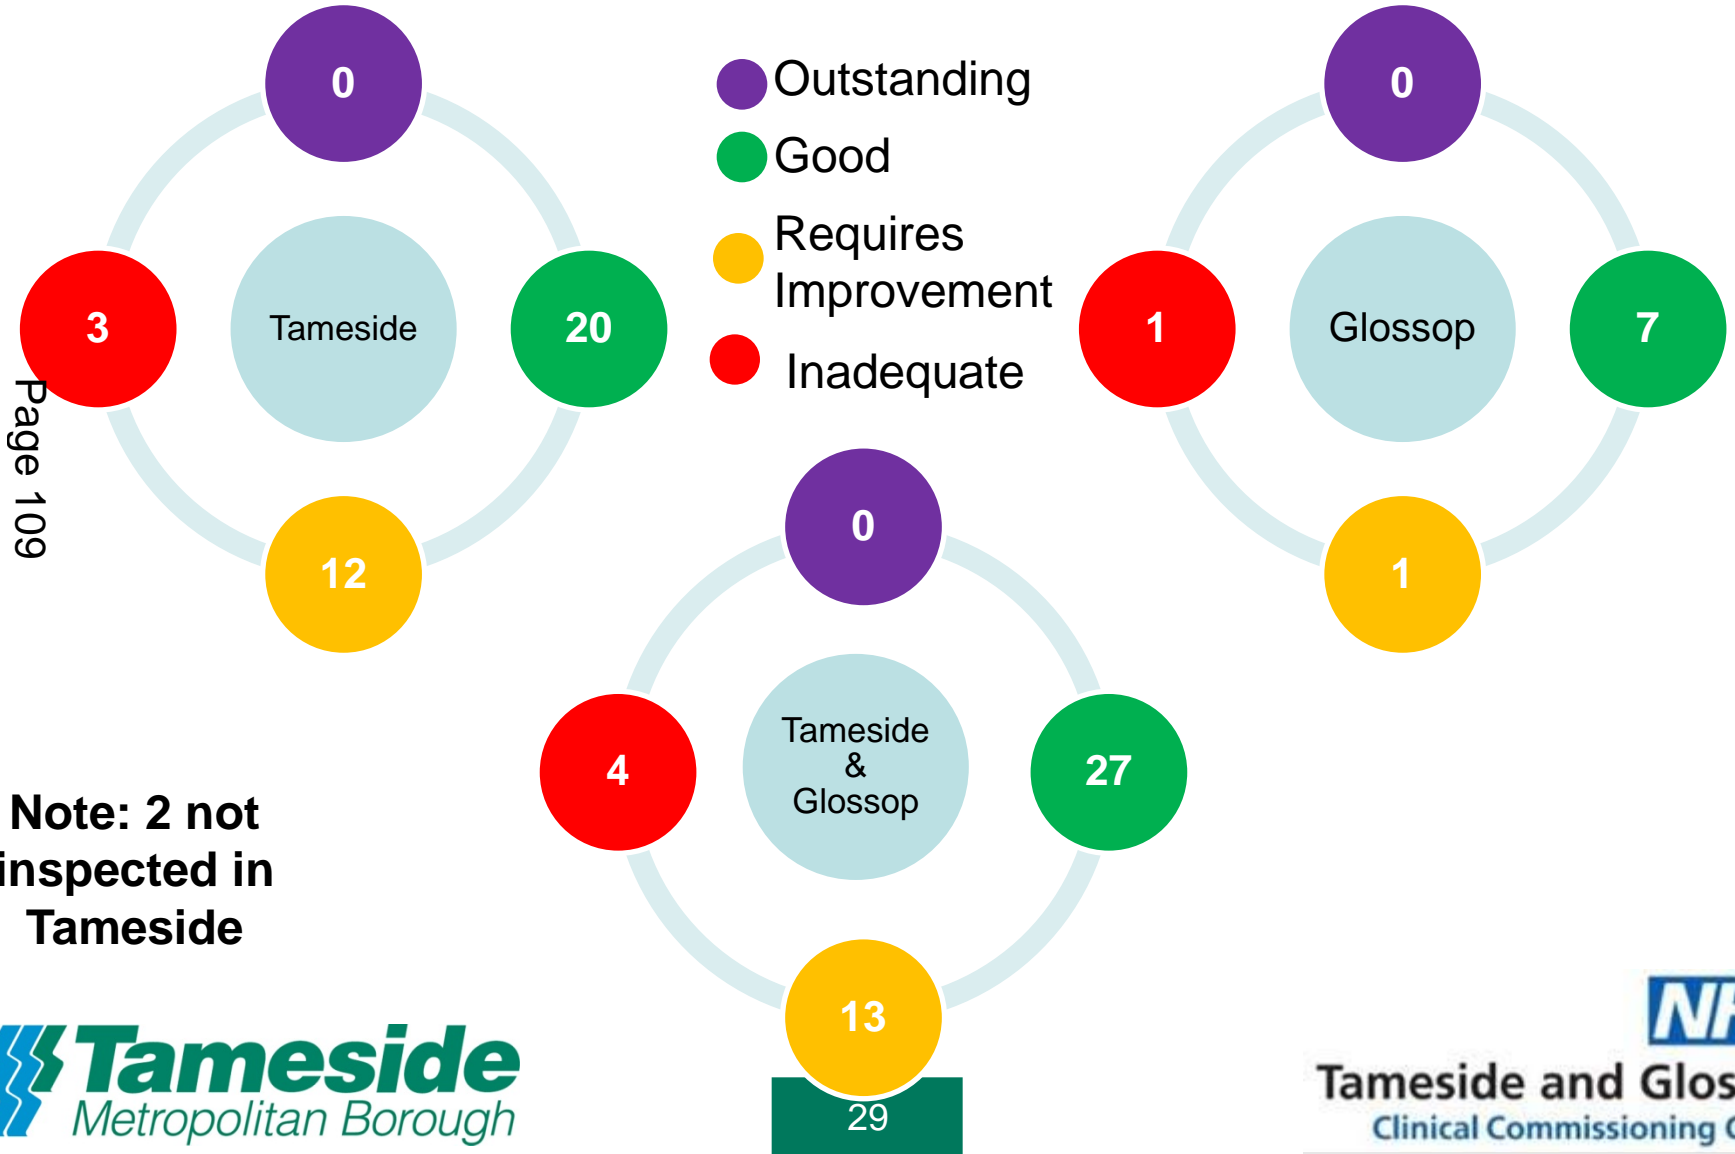 0
3
Tameside
20
12
Outstanding
Good
Requires
Improvement
Inadequate
0
1
Glossop
7
1
0
4
Tameside
&
Glossop
27
13
Page 109
Note: 2 not
inspected in
Tameside
Tameside
Metropolitan Borough
29
Tameside and
Clinical Commissioning